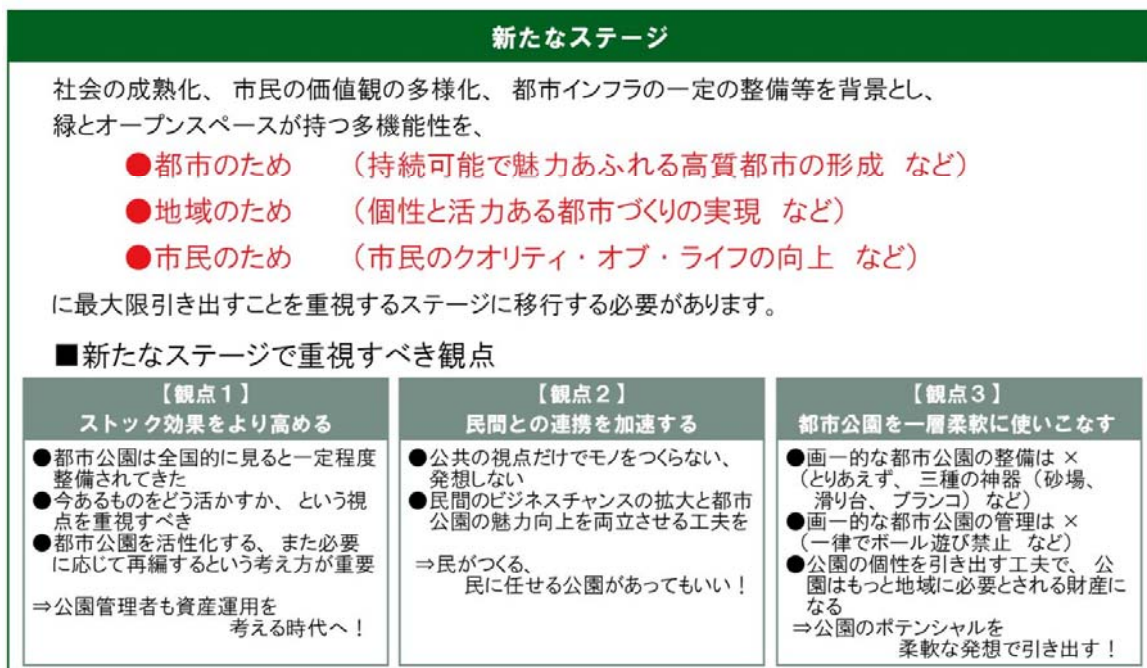 新たなステージ
社会の成熟化、 市民の価値観の多様化、 都市インフラの一定の整備等を背景とし、
緑とオープンスペースが持つ多機能性を、
●都市のため （持続可能で魅力あふれる高質都市の形成 など）
●地域のため （個性と活力ある都市づくりの実現 など）
●市民のため （市民のクオリティ・オブ・ライフの向上 など）
に最大限引き出すことを重視するステージに移行する必要があります。
■新たなステージで重視すべき観点
【観点１】
ストック効果をより高める
●都市公園は全国的に見ると一定程度
整備されてきた
●今あるものをどう活かすか、 という視
点を重視すべき
●都市公園を活性化する、 また必要
に応じて再編するという考え方が重要
⇒公園管理者も資産運用を
考える時代へ！
【観点２】
民間との連携を加速する
●公共の視点だけでモノをつくらない、
発想しない
●民間のビジネスチャンスの拡大と都市
公園の魅力向上を両立させる工夫を
⇒民がつくる、
民に任せる公園があってもいい！
【観点３】
都市公園を一層柔軟に使いこなす
●画一的な都市公園の整備は ×
（とりあえず、 三種の神器 （砂場、
滑り台、 ブランコ） など）
●画一的な都市公園の管理は ×
（一律でボール遊び禁止 など）
●公園の個性を引き出す工夫で、 公
園はもっと地域に必要とされる財産に
なる
⇒公園のポテンシャルを
柔軟な発想で引き出す！